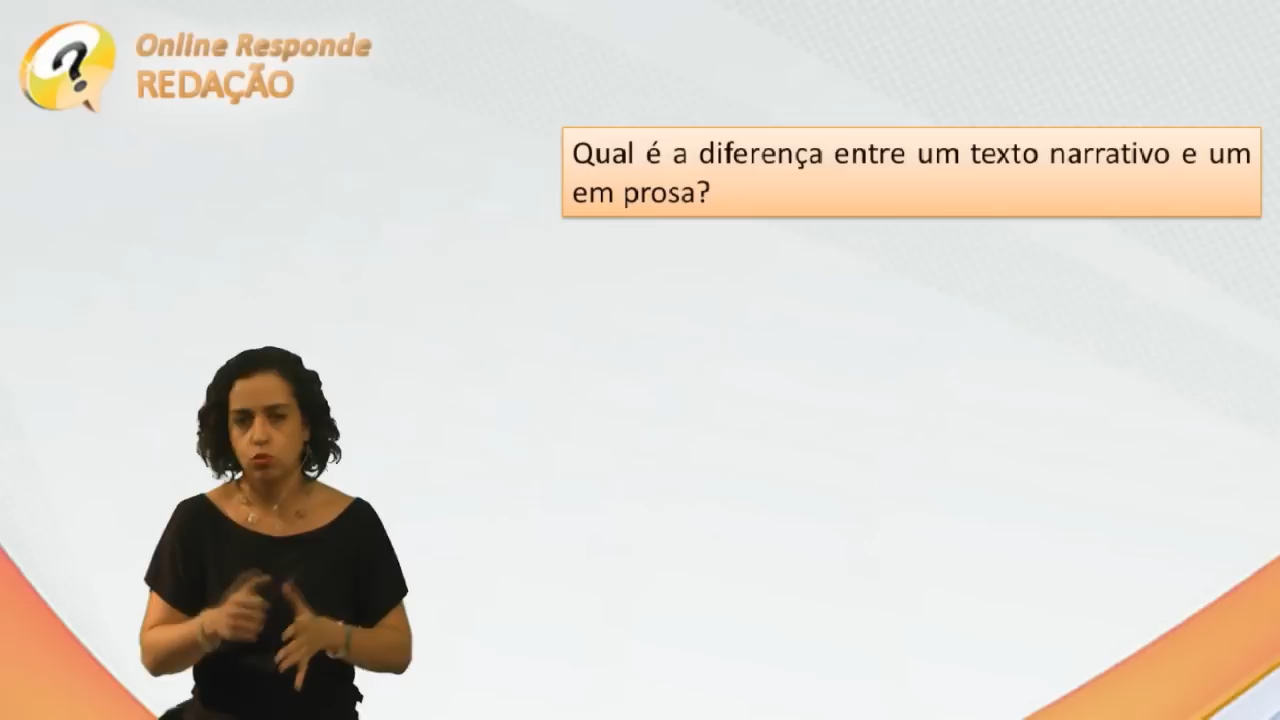 Online Responde
REDAÇÃO
Qual é a diferença entre um texto narrativo e um
em prosa?